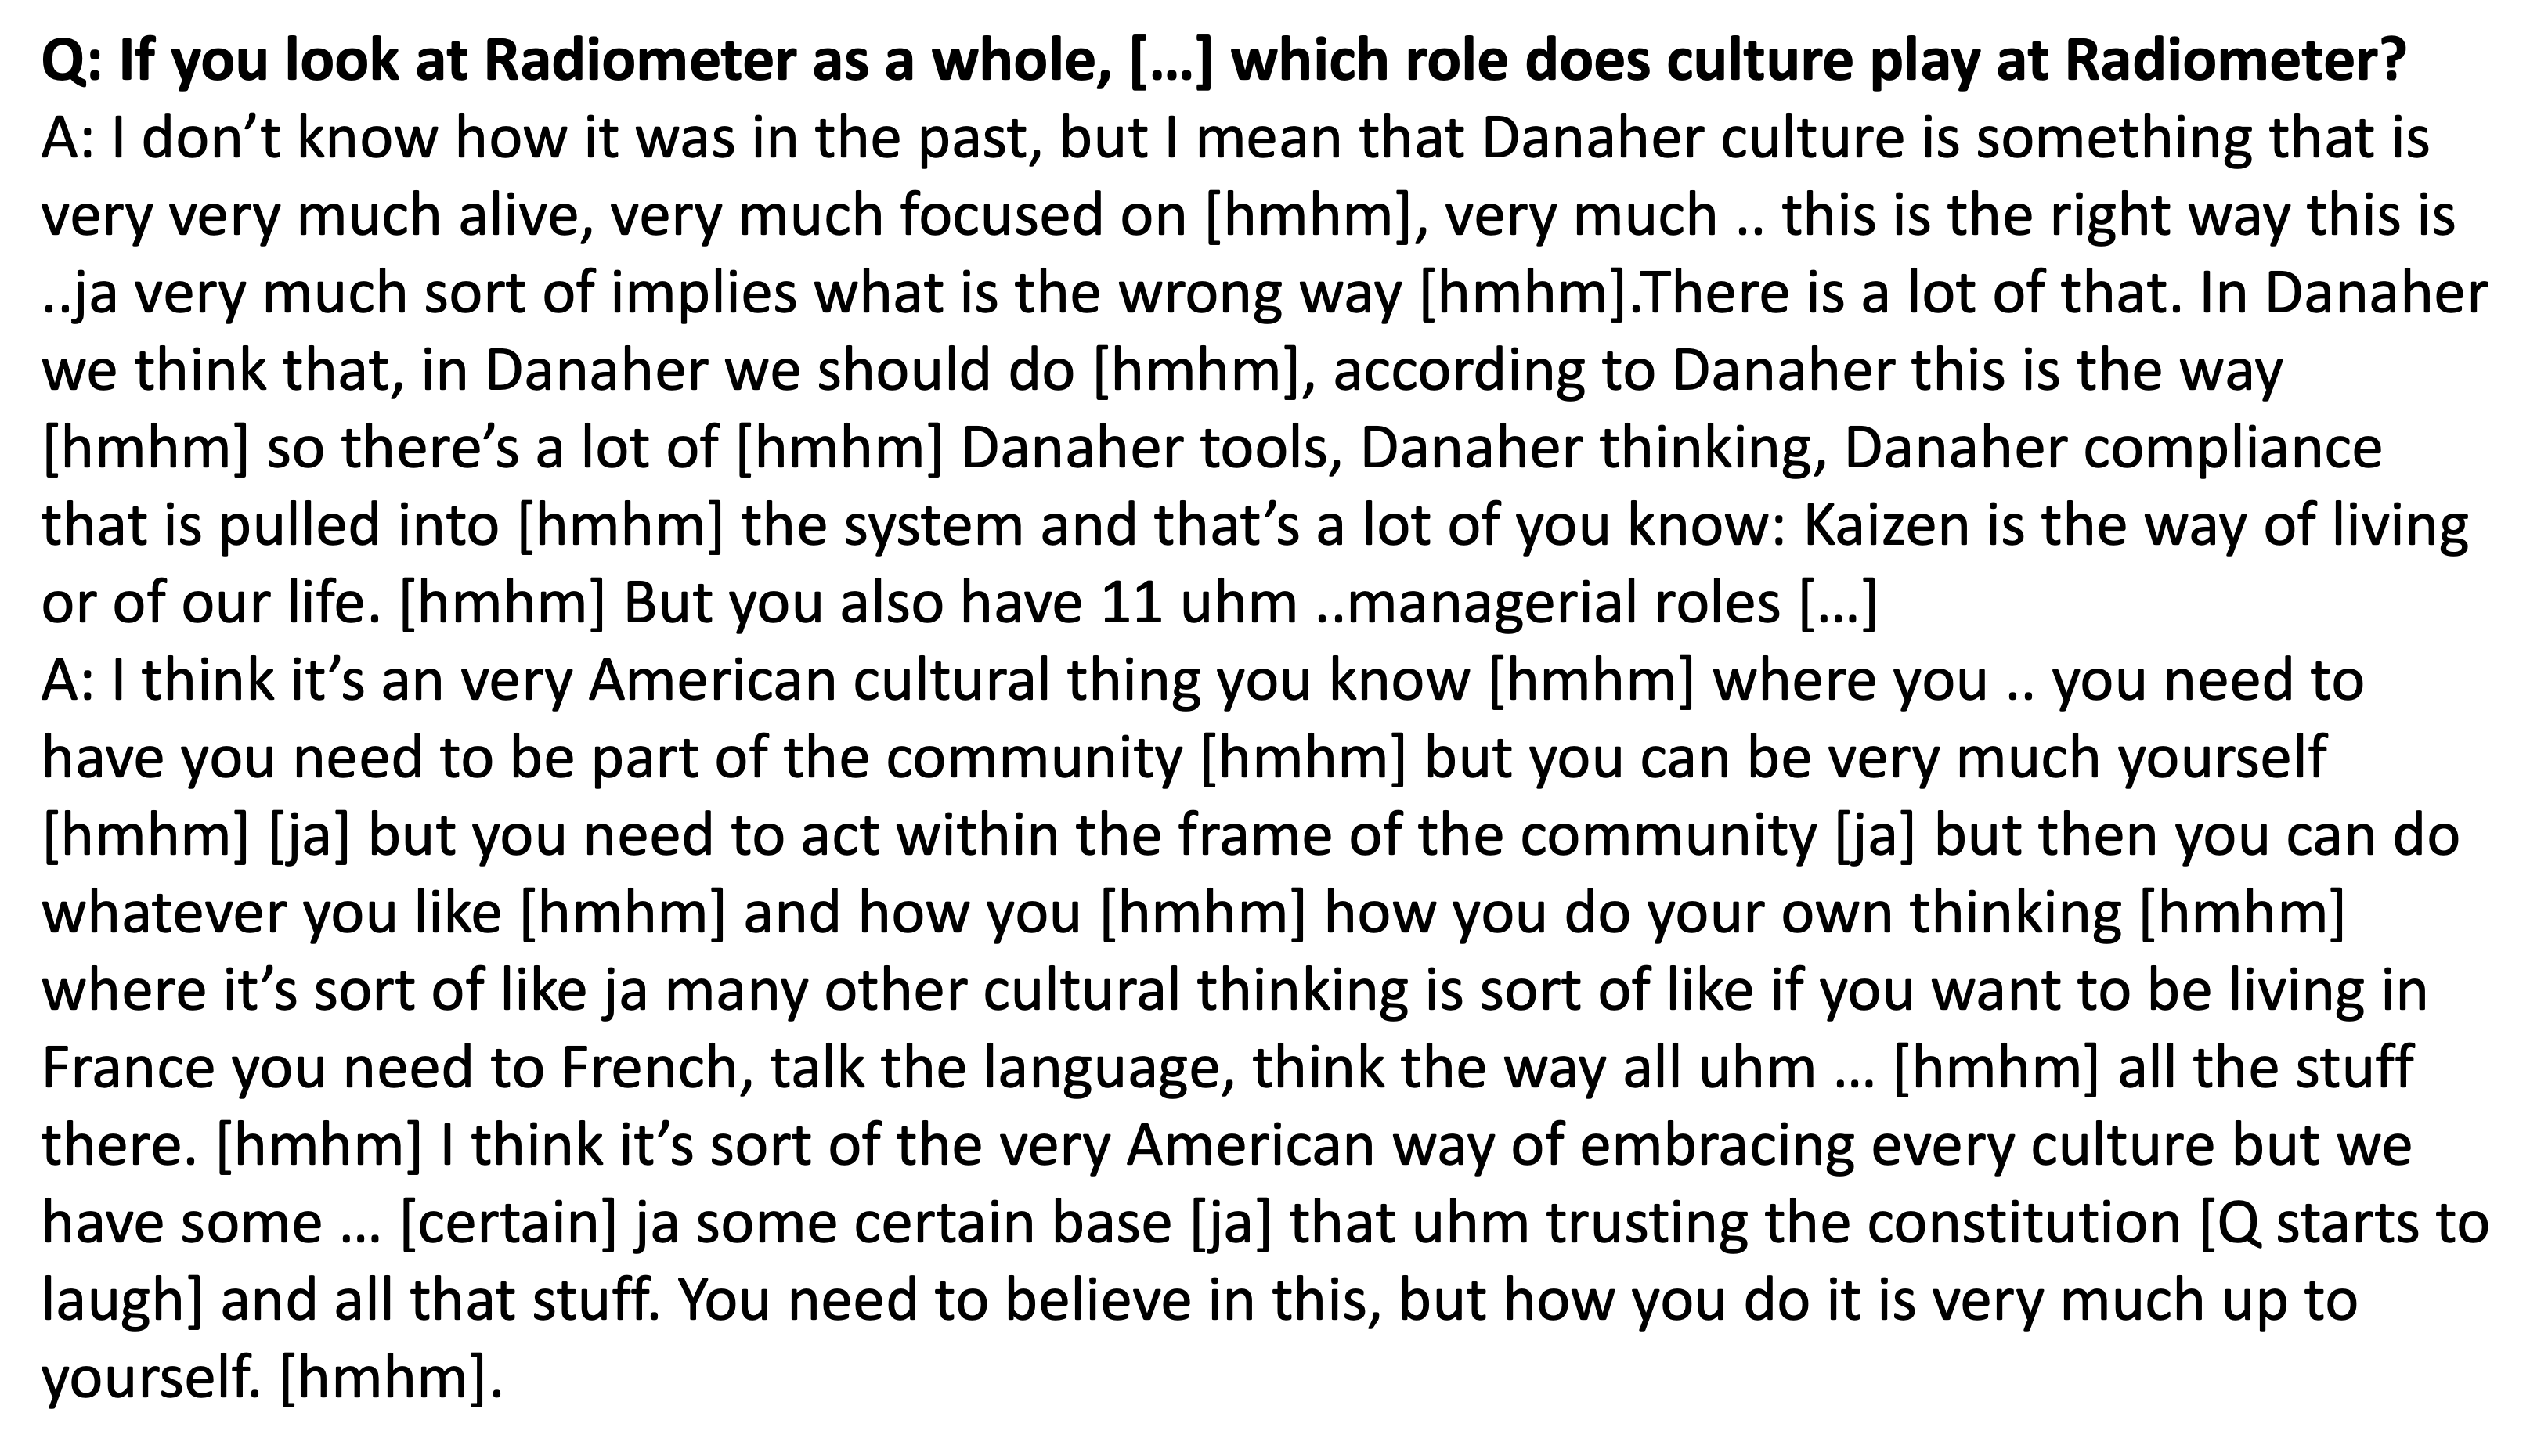 Q: If you look at Radiometer as a whole, […] which role does culture play at Radiometer?
A: I don’t know how it was in the past, but I mean that Danaher culture is something that is
very very much alive, very much focused on [hmhm], very much .. this is the right way this is
..ja very much sort of implies what is the wrong way [hmhm].There is a lot of that. In Danaher
we think that, in Danaher we should do [hmhm], according to Danaher this is the way
[hmhm] so there’s a lot of [hmhm] Danaher tools, Danaher thinking, Danaher compliance
that is pulled into [hmhm] the system and that’s a lot of you know: Kaizen is the way of living
or of our life. [hmhm] But you also have 11 uhm ..managerial roles […]
A: I think it’s an very American cultural thing you know [hmhm] where you .. you need to
have you need to be part of the community [hmhm] but you can be very much yourself
[hmhm] [ja] but you need to act within the frame of the community [ja] but then you can do
whatever you like [hmhm] and how you [hmhm] how you do your own thinking [hmhm]
where it’s sort of like ja many other cultural thinking is sort of like if you want to be living in
France you need to French, talk the language, think the way all uhm … [hmhm] all the stuff
there. [hmhm] I think it’s sort of the very American way of embracing every culture but we
have some … [certain] ja some certain base [ja] that uhm trusting the constitution [Q starts to
laugh] and all that stuff. You need to believe in this, but how you do it is very much up to
yourself. [hmhm].